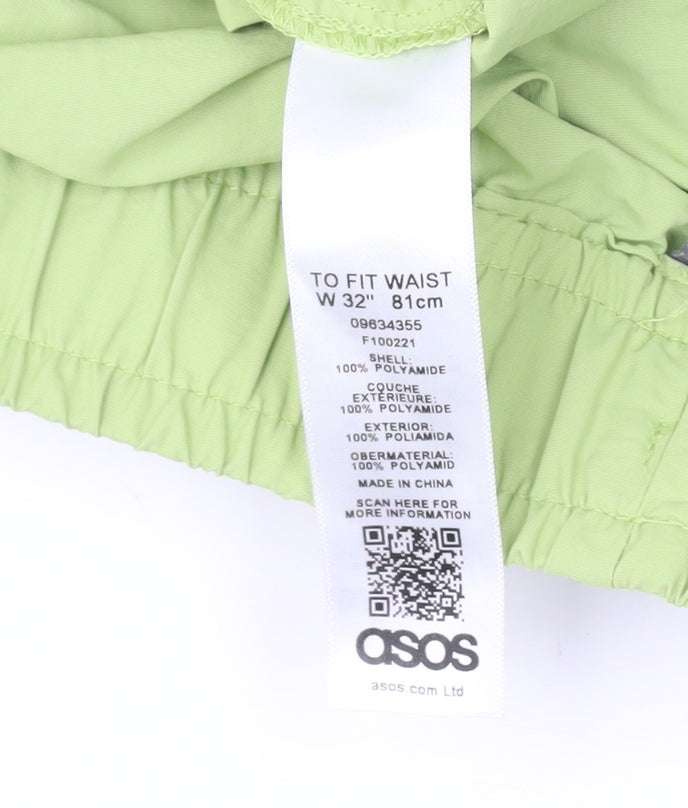 TO FIT WAIST
W 32" 81cm
09634355
F100221
SHELL:
100% POLYAMIDE
COUCHE
EXTÉRIEURE:
100% POLYAMIDE
EXTERIOR:
100% POLIAMIDA
OBERMATERIAL:
100% POLYAMID
MADE IN CHINA
SCAN HERE FOR
MORE INFORMATION
asos
asos.com Ltd